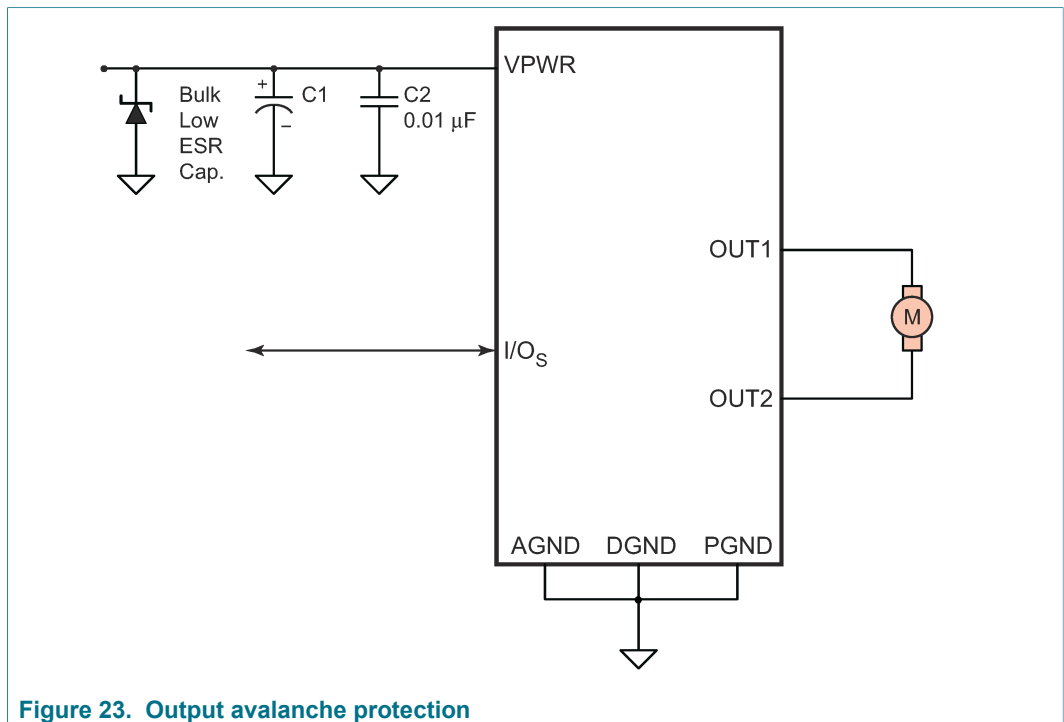 VPWR
Bulk
Low
ESR
Cap.
+
C1
–
C2
0.01 μF
OUT1
M
I/OS
OUT2
AGND DGND PGND
Figure 23. Output avalanche protection